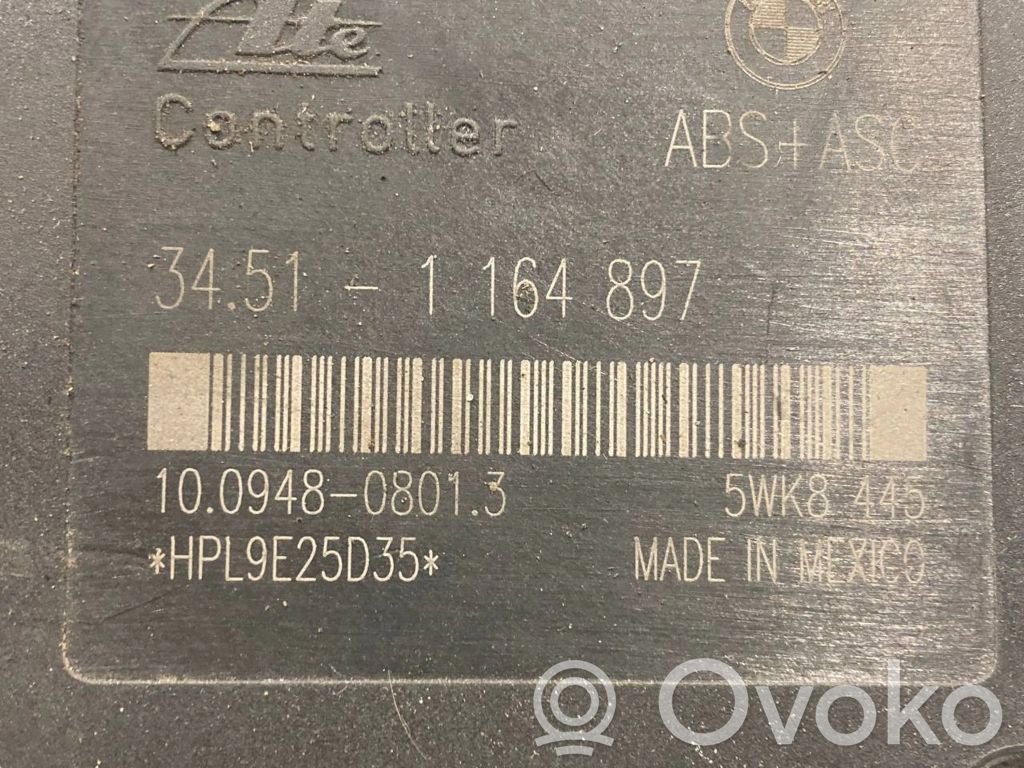 Ate
Controller
ABS+ASC
34.51 - 1 164 897
10.0948-0801.3
5WK8 445
*HPL9E25D35*
MADE IN MEXICO
Ovoko